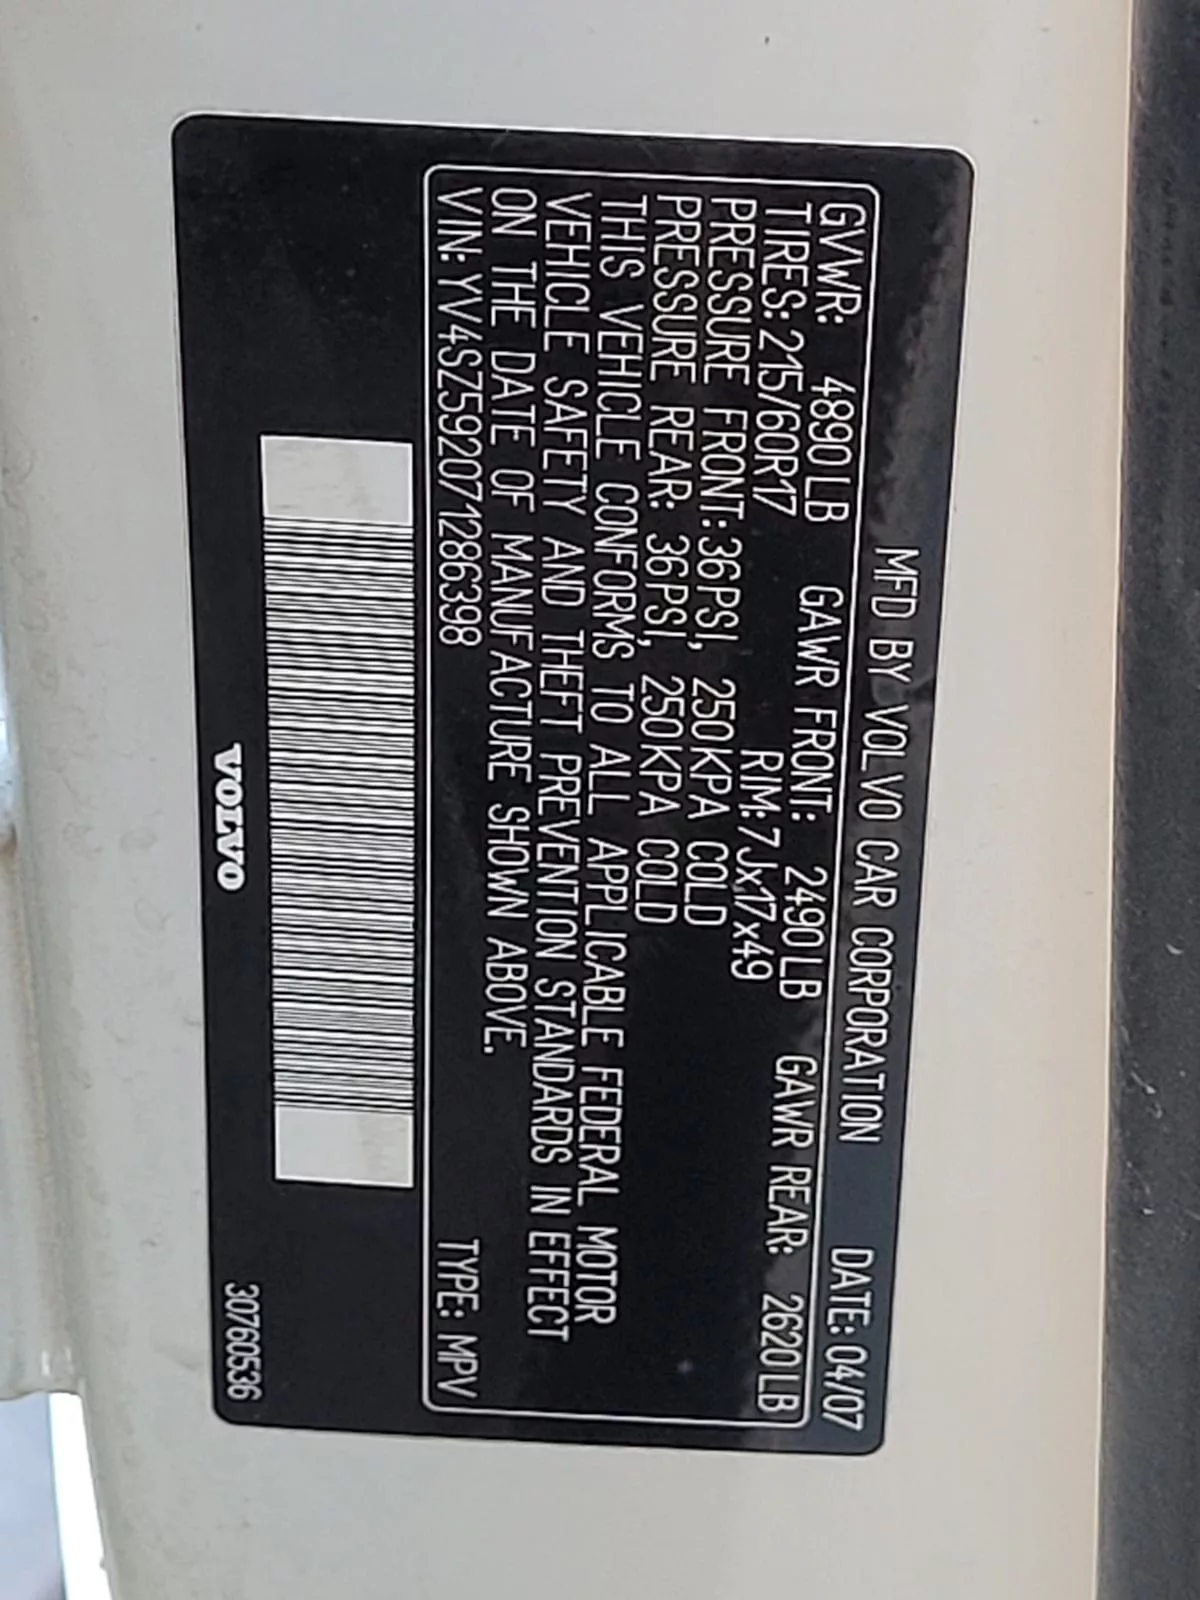 MFD BY VOLVO CAR CORPORATION DATE: 04/07
GVWR: 4890LB GAWR FRONT: 2490LB GAWR REAR: 2620LB
TIRES: 215/60R17 RIM: 7Jx17x49
PRESSURE FRONT: 36PSI, 250KPA COLD
PRESSURE REAR: 36PSI, 250KPA COLD
THIS VEHICLE CONFORMS TO ALL APPLICABLE FEDERAL MOTOR
VEHICLE SAFETY AND THEFT PREVENTION STANDARDS IN EFFECT
ON THE DATE OF MANUFACTURE SHOWN ABOVE.
VIN: YV4SZ592071286398 TYPE: MPV
VOLVO 30760536